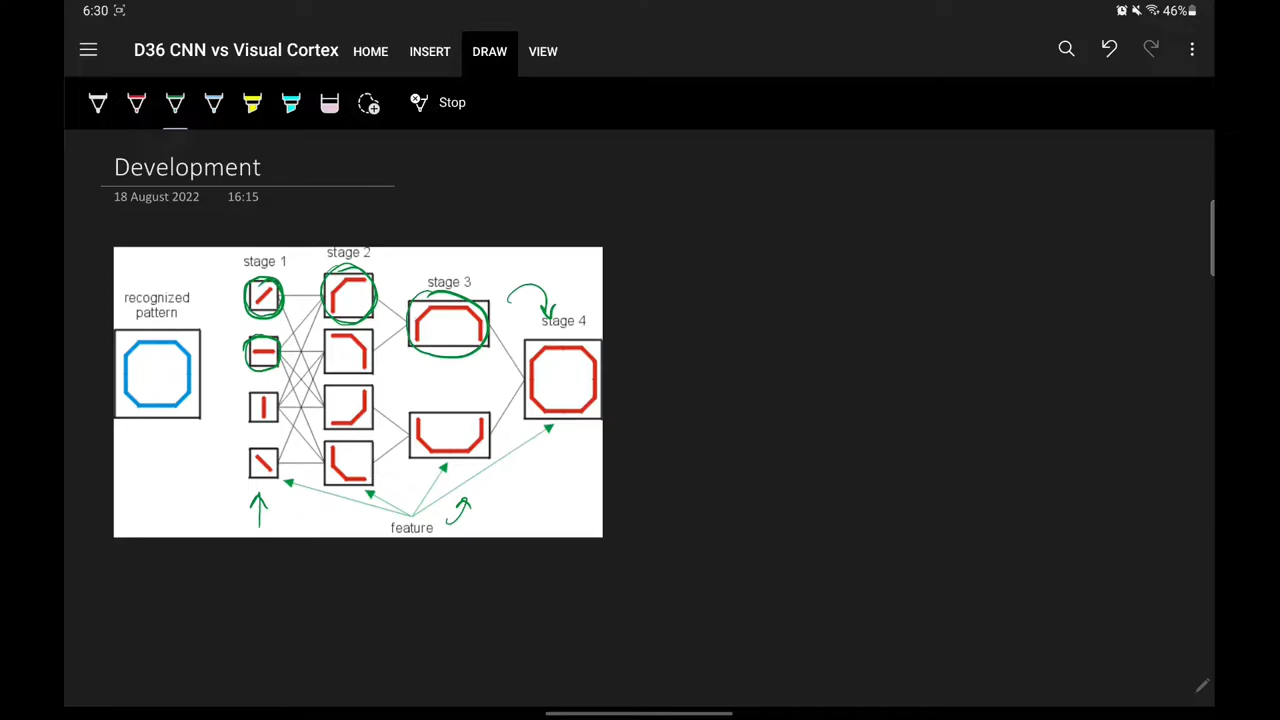 6:30 46%
D36 CNN vs Visual Cortex HOME INSERT DRAW VIEW
Stop
Development
18 August 2022 16:15
stage 1
stage 2
stage 3
stage 4
recognized
pattern
feature